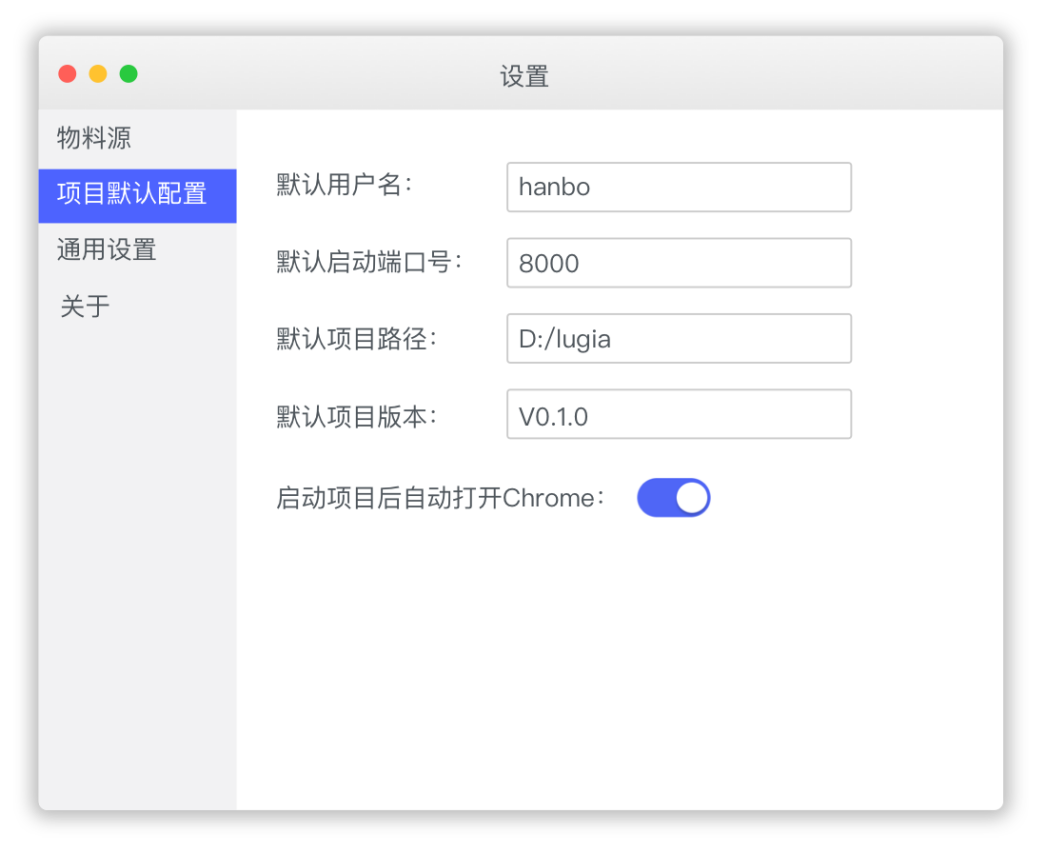 设置
物料源
项目默认配置
通用设置
关于
默认用户名：
hanbo
默认启动端口号：
8000
默认项目路径：
D:/lugia
默认项目版本：
V0.1.0
启动项目后自动打开Chrome：